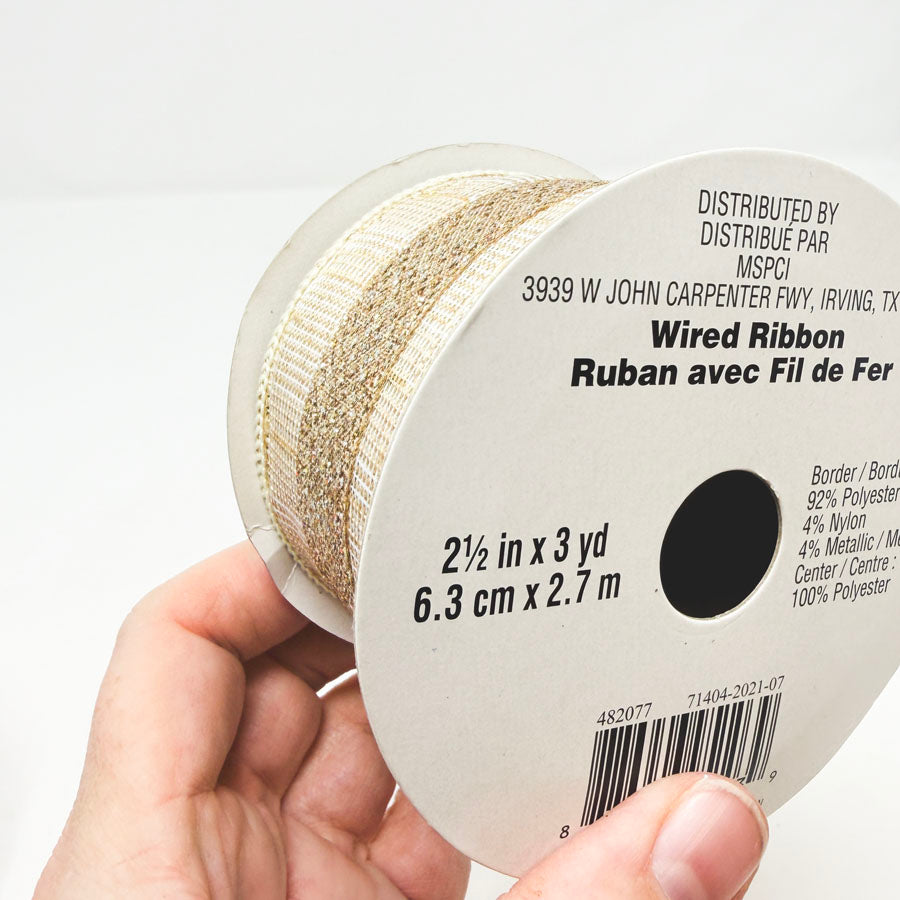 DISTRIBUTED BY
DISTRIBUÉ PAR
MSPCI
3939 W JOHN CARPENTER FWY, IRVING, TX
Wired Ribbon
Ruban avec Fil de Fer
Border /
92% Polyester
4% Nylon
4% Metallic /
Center / Centre :
100% Polyester
2½ in x 3 yd
6.3 cm x 2.7 m
482077 71404-2021-07
8 9